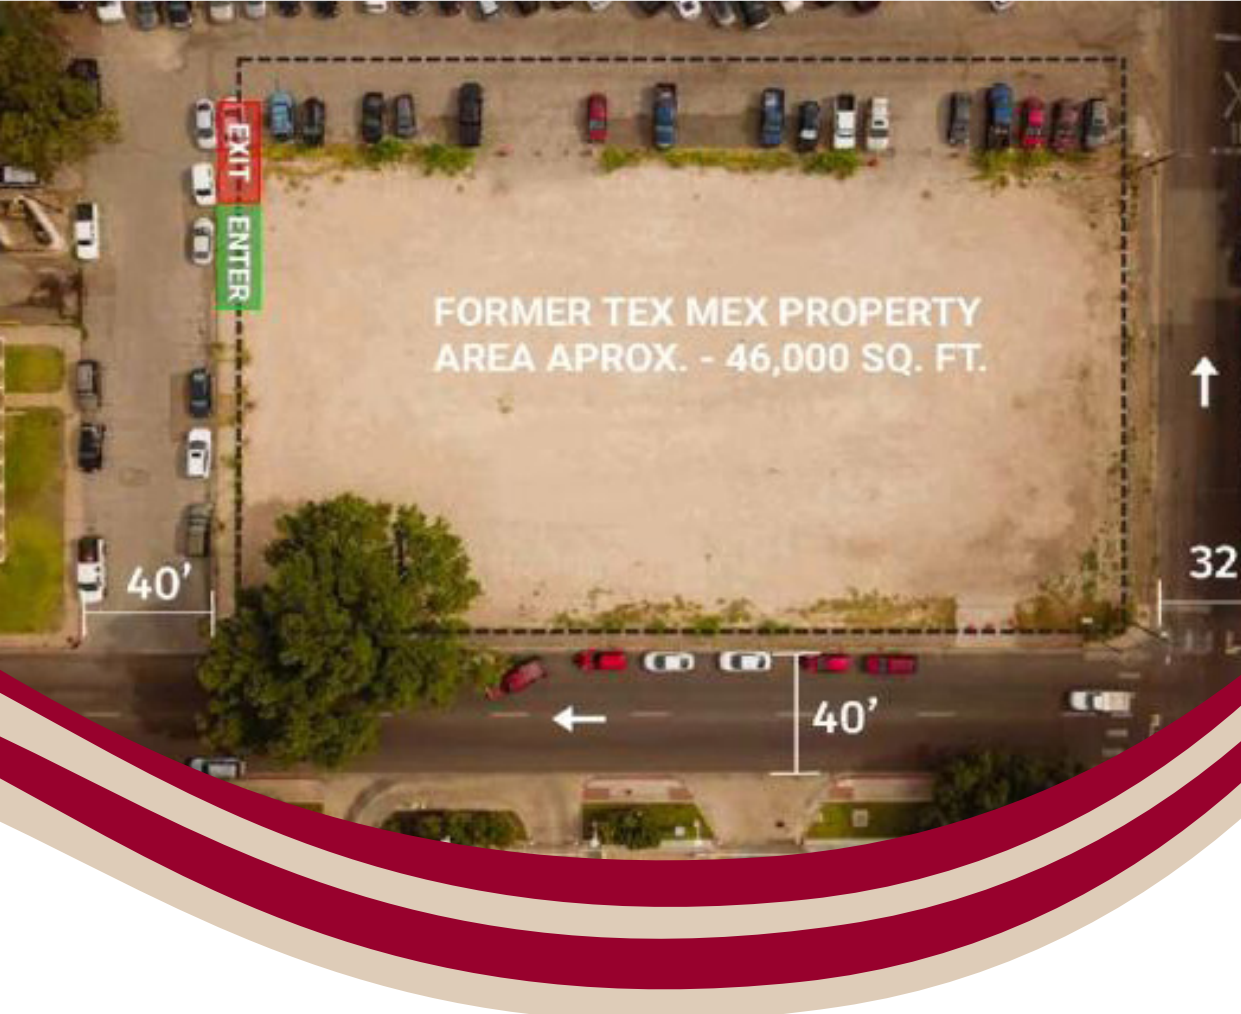 EXIT
ENTER
FORMER TEX MEX PROPERTY
AREA APROX. - 46,000 SQ. FT.
40’
32
40’